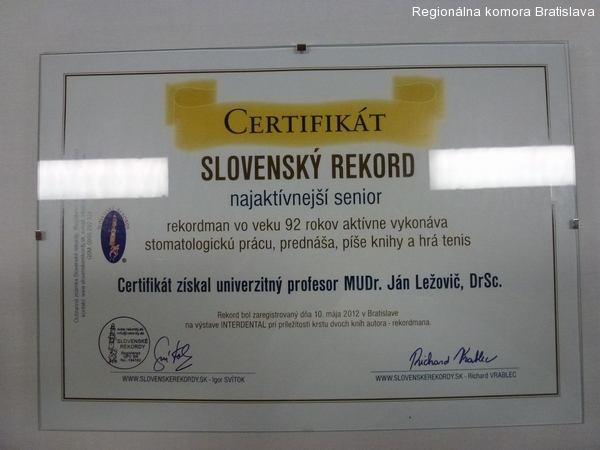 Regionálna komora Bratislava
CERTIFIKÁT
SLOVENSKÝ REKORD
najaktívnejší senior
rekordman vo veku 92 rokov aktívne vykonáva
stomatologickú prácu, prednáša, píše knihy a hrá tenis
Certifikát získal univerzitný profesor MUDr. Ján Ležovič, DrSc.
Rekord bol zaregistrovaný dňa 10. mája 2012 v Bratislave
na výstave INTERDENTAL pri príležitosti krstu dvoch kníh autora - rekordmana.
SLOVENSKÉ
REKORDY
Richard Vrablec
WWW.SLOVENSKEREKORDY.SK - Igor SVÍTOK
WWW.SLOVENSKEREKORDY.SK - Richard VRABLEC